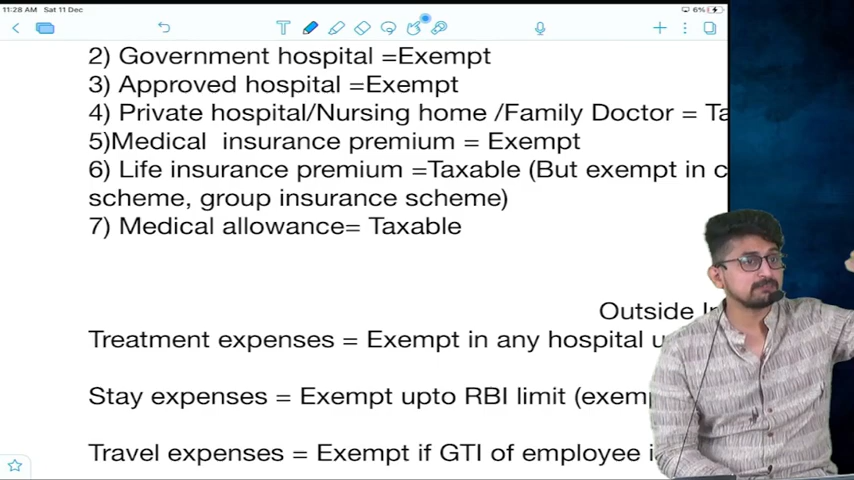 11:28 AM Sat 11 Dec
6%
2) Government hospital =Exempt
3) Approved hospital =Exempt
4) Private hospital/Nursing home /Family Doctor =
5)Medical insurance premium = Exempt
6) Life insurance premium =Taxable (But exempt in
scheme, group insurance scheme)
7) Medical allowance= Taxable
Outside
Treatment expenses = Exempt in any hospital
Stay expenses = Exempt upto RBI limit
Travel expenses = Exempt if GTI of employee